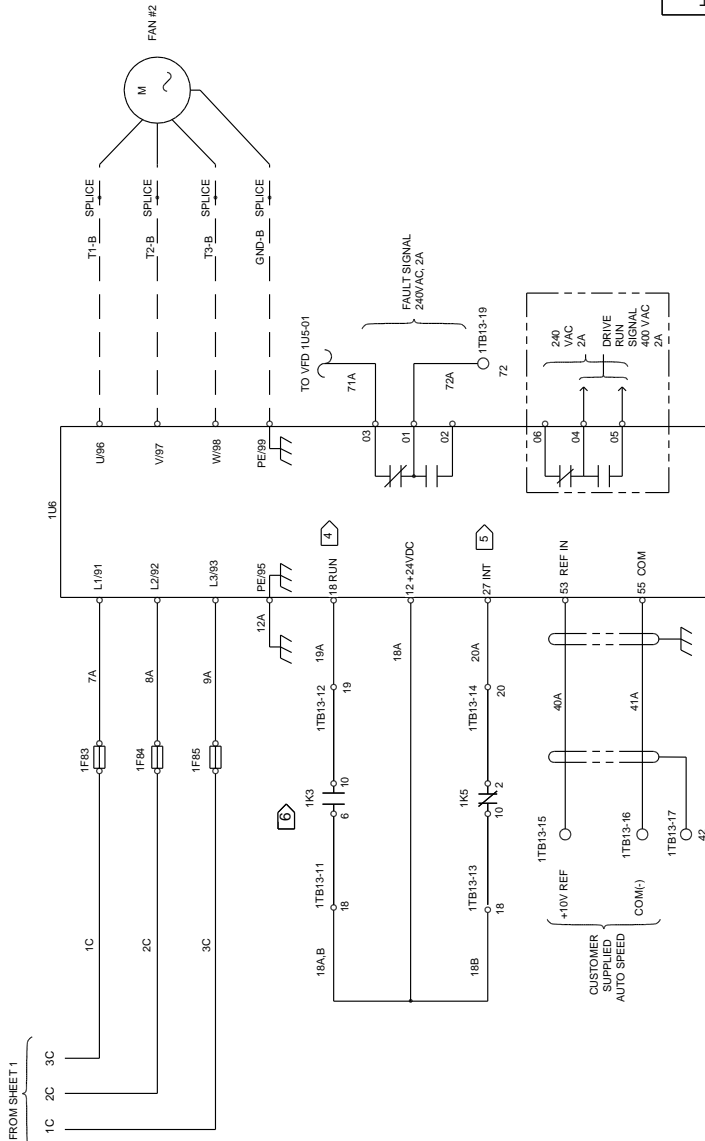 FROM SHEET 1
1C 2C 3C
1C
2C
3C
1F83
1F84
1F85
7A
8A
9A
L1/91
L2/92
L3/93
PE/95
12A
1U6
U/96
V/97
W/98
PE/99
T1-B
T2-B
T3-B
GND-B
SPLICE
SPLICE
SPLICE
SPLICE
M
FAN #2
18A,B
1TB13-11
18
6
1K3
6
10
1TB13-12
19
19A
18 RUN
4
18A
12 +24VDC
18B
1TB13-13
18
1K5
10
2
1TB13-14
20
20A
27 INT
5
CUSTOMER
SUPPLIED
AUTO SPEED
+10V REF
1TB13-15
40A
53 REF IN
COM(-)
1TB13-16
41A
55 COM
1TB13-17
42
03
01
02
71A
TO VFD 1U5-01
72A
1TB13-19
72
FAULT SIGNAL
240VAC, 2A
06
04
05
240
VAC
2A
DRIVE
RUN
SIGNAL
400 VAC
2A